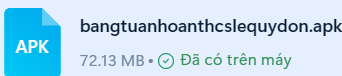 bangtuanhoanthcslequydon.apk
APK
72.13 MB • Đã có trên máy